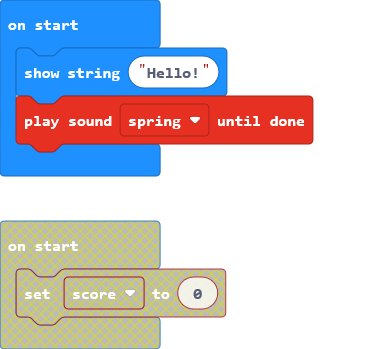 on start
show string "Hello!"
play sound spring until done
on start
set score to 0